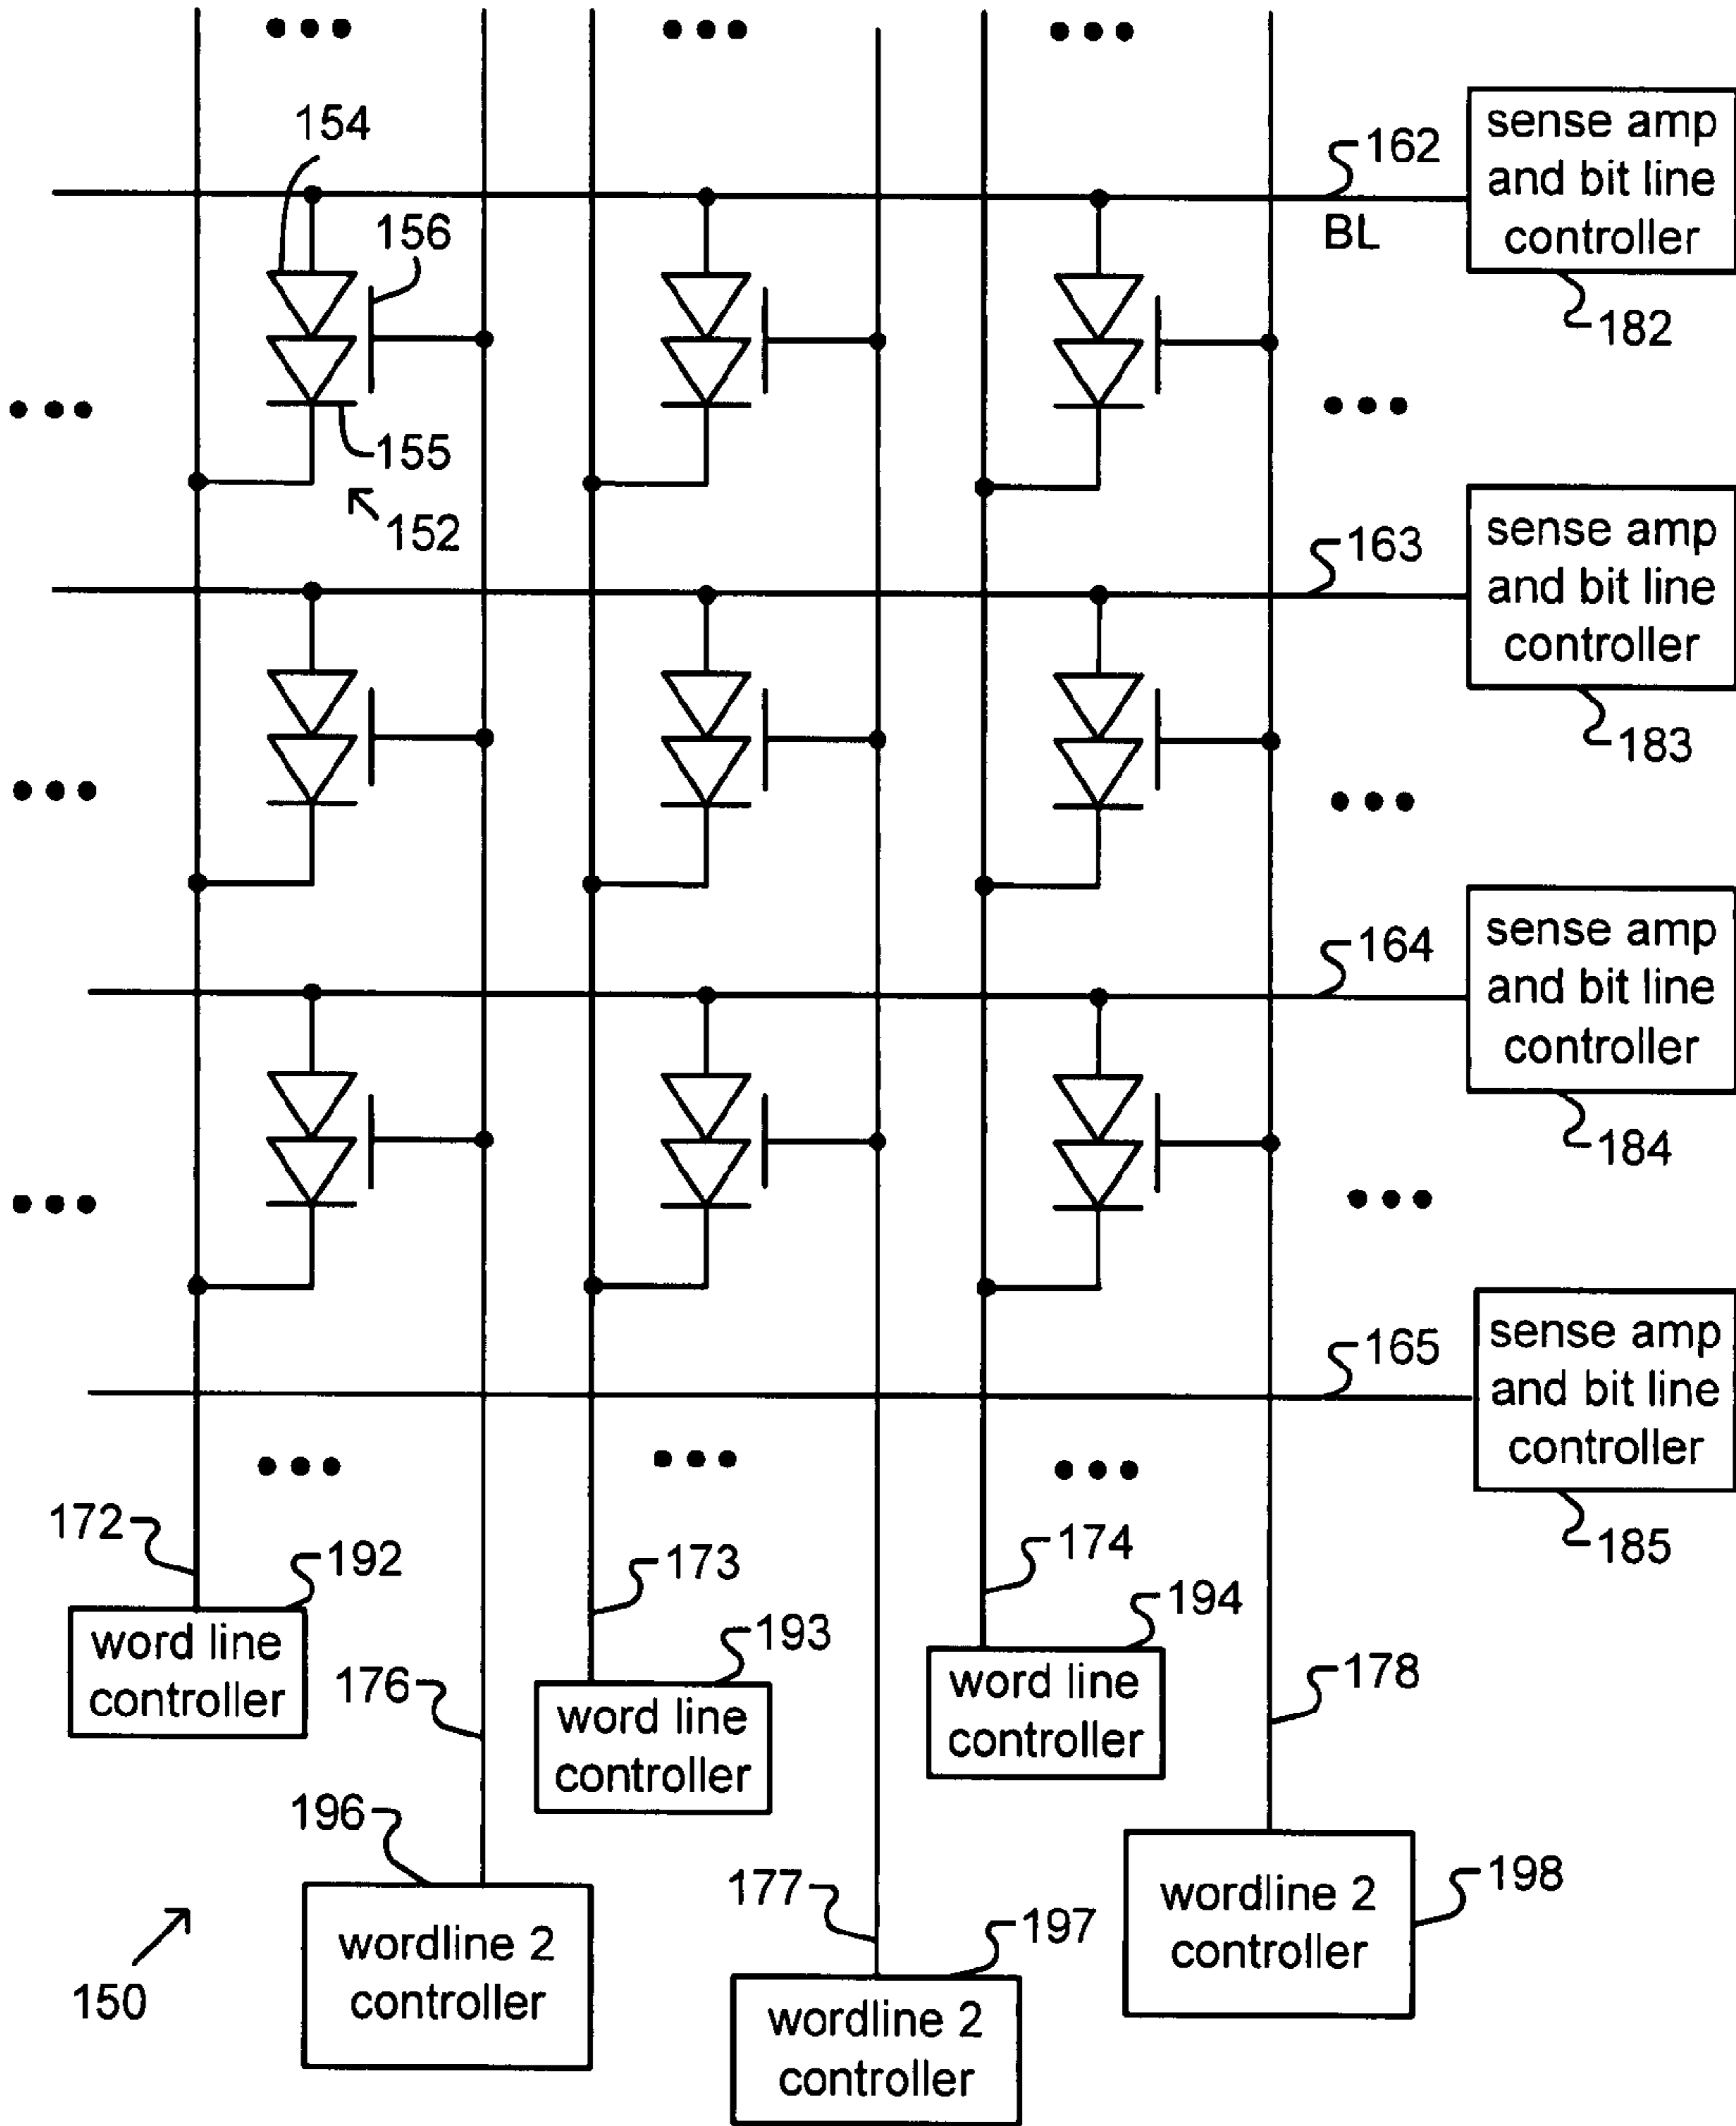 154
162
sense amp
and bit line
controller
156
BL
182
155
152
163
sense amp
and bit line
controller
183
164
sense amp
and bit line
controller
184
165
sense amp
and bit line
controller
185
172
192
173
174
194
word line
controller
193
word line
controller
176
word line
controller
178
196
177
wordline 2
controller
198
197
wordline 2
controller
150
wordline 2
controller